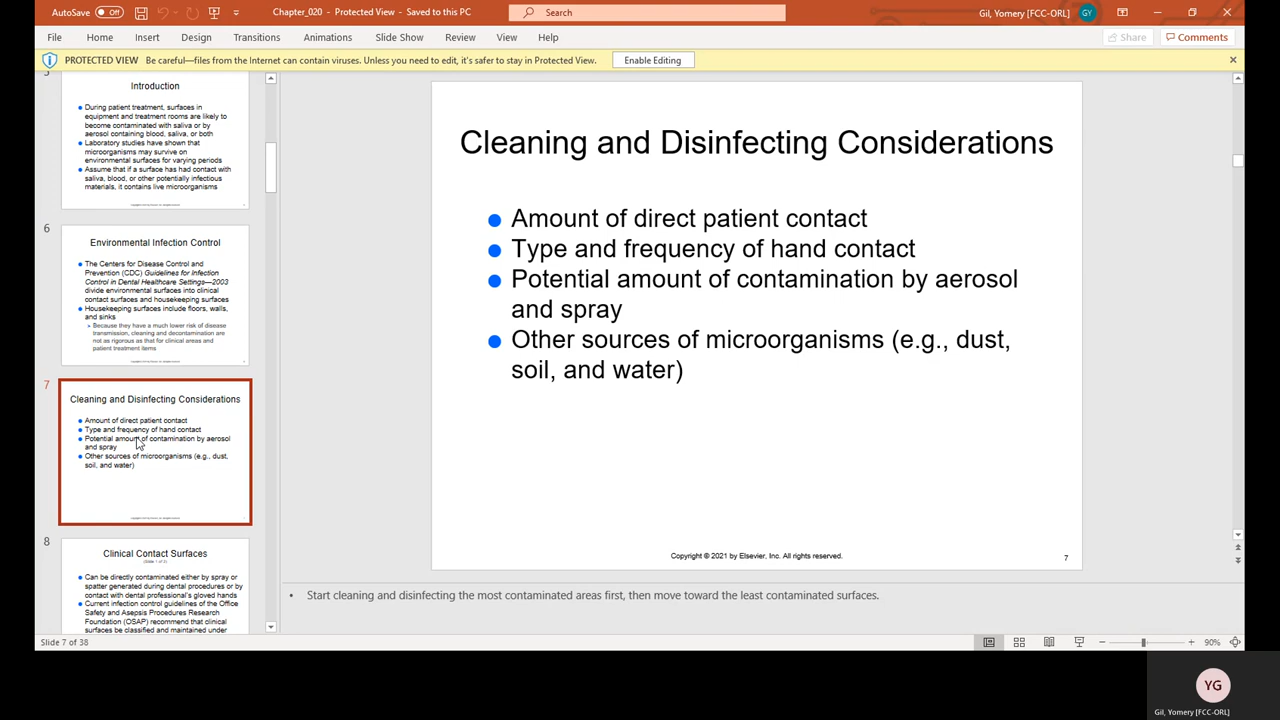 AutoSave Off
Chapter_020 - Protected View - Saved to this PC
Search
Gil, Yomery [FCC-ORL]
GY
File Home Insert Design Transitions Animations Slide Show Review View Help
Share
Comments
PROTECTED VIEW Be careful—files from the Internet can contain viruses. Unless you need to edit, it's safer to stay in Protected View.
Enable Editing
Introduction
During patient treatment, surfaces in
equipment and treatment rooms are likely to
become contaminated with saliva or by
aerosol containing blood, saliva, or both
Laboratory studies have shown that
microorganisms may survive on
environmental surfaces for varying periods
Assume that if a surface has had contact with
saliva, blood, or other potentially infectious
materials, it contains live microorganisms
6
Environmental Infection Control
The Centers for Disease Control and
Prevention (CDC) Guidelines for Infection
Control in Dental Healthcare Settings—2003
divide environmental surfaces into clinical
contact surfaces and housekeeping surfaces
Housekeeping surfaces include floors, walls,
and sinks
Because they have a much lower risk of disease
transmission, cleaning and decontamination are
not as rigorous as that for clinical areas and
patient treatment items
7
Cleaning and Disinfecting Considerations
Amount of direct patient contact
Type and frequency of hand contact
Potential amount of contamination by aerosol
and spray
Other sources of microorganisms (e.g., dust,
soil, and water)
8
Clinical Contact Surfaces
Can be directly contaminated either by spray or
spatter generated during dental procedures or by
contact with dental professional's gloved hands
Current infection control guidelines of the Office
Safety and Asepsis Procedures Research
Foundation (OSAP) recommend that clinical
surfaces be classified and maintained under
Cleaning and Disinfecting Considerations
Amount of direct patient contact
Type and frequency of hand contact
Potential amount of contamination by aerosol
and spray
Other sources of microorganisms (e.g., dust,
soil, and water)
Copyright © 2021 by Elsevier, Inc. All rights reserved.
7
Start cleaning and disinfecting the most contaminated areas first, then move toward the least contaminated surfaces.
Slide 7 of 38
90%
YG
Gil, Yomery [FCC-ORL]